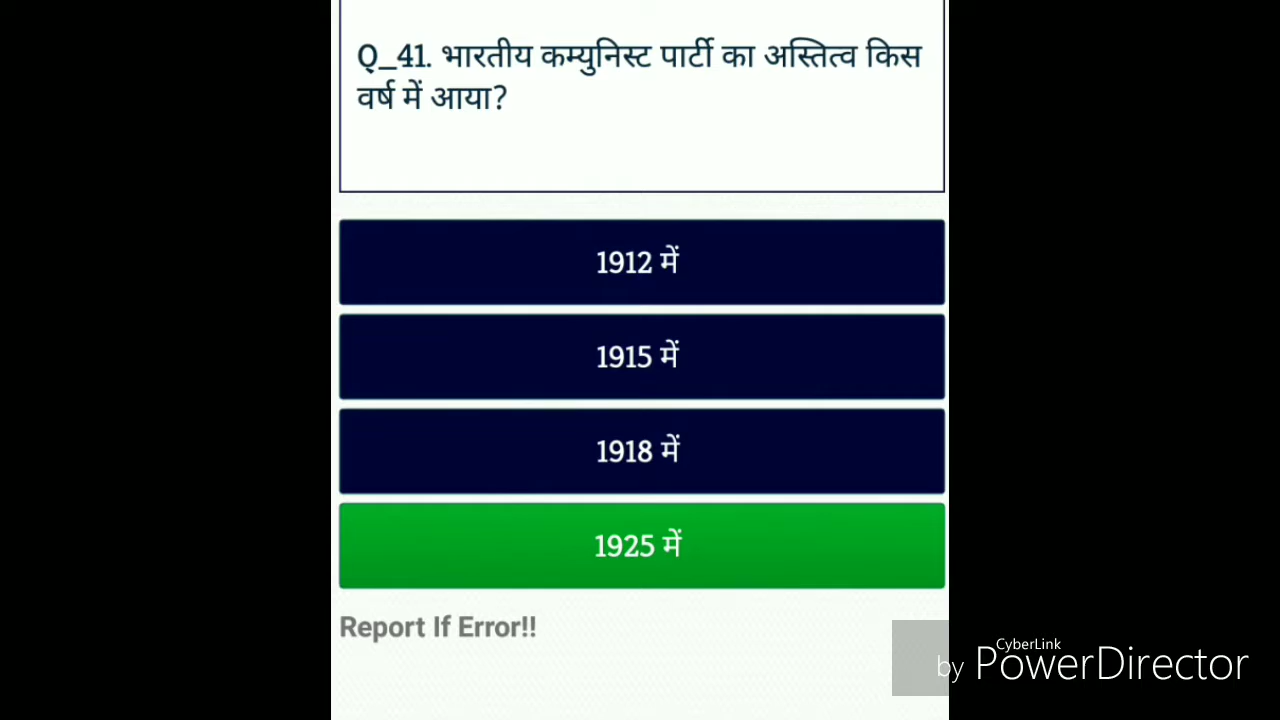 Q_41. भारतीय कम्युनिस्ट पार्टी का अस्तित्व किस
वर्ष में आया?
1912 में
1915 में
1918 में
1925 में
Report If Error!!
CyberLink
by PowerDirector